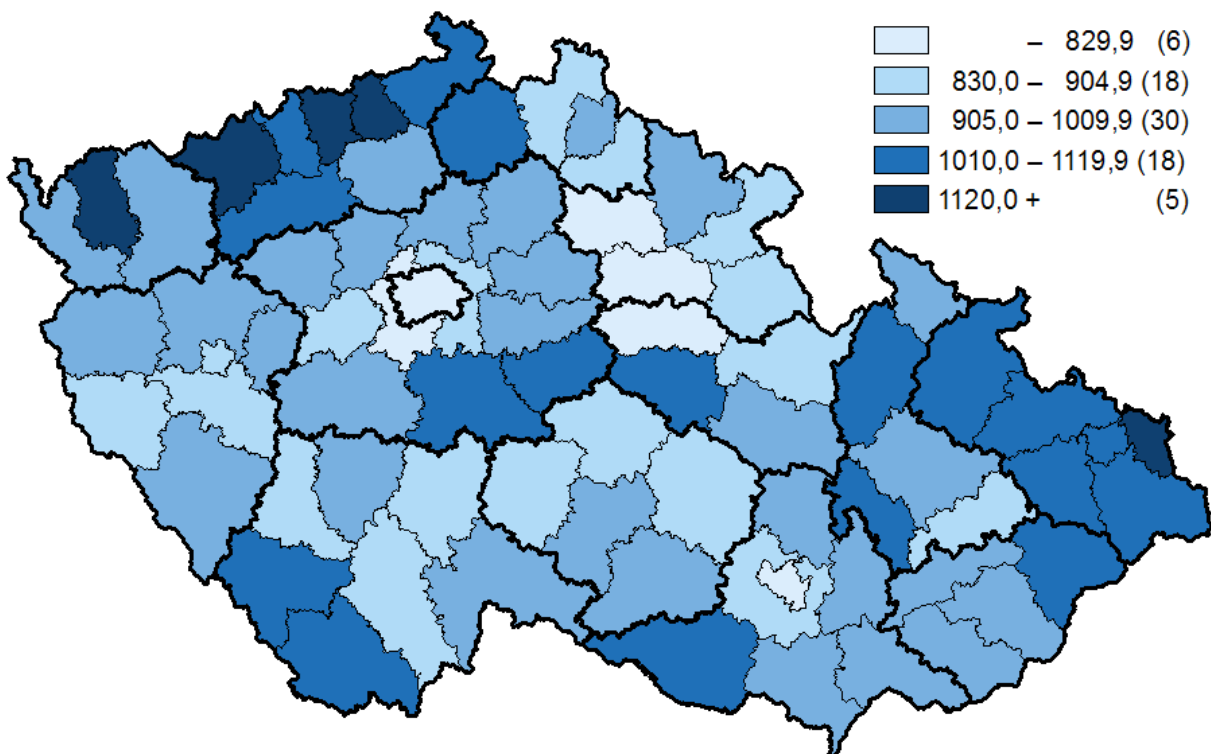 – 829,9 (6)
830,0 – 904,9 (18)
905,0 – 1009,9 (30)
1010,0 – 1119,9 (18)
1120,0 + (5)